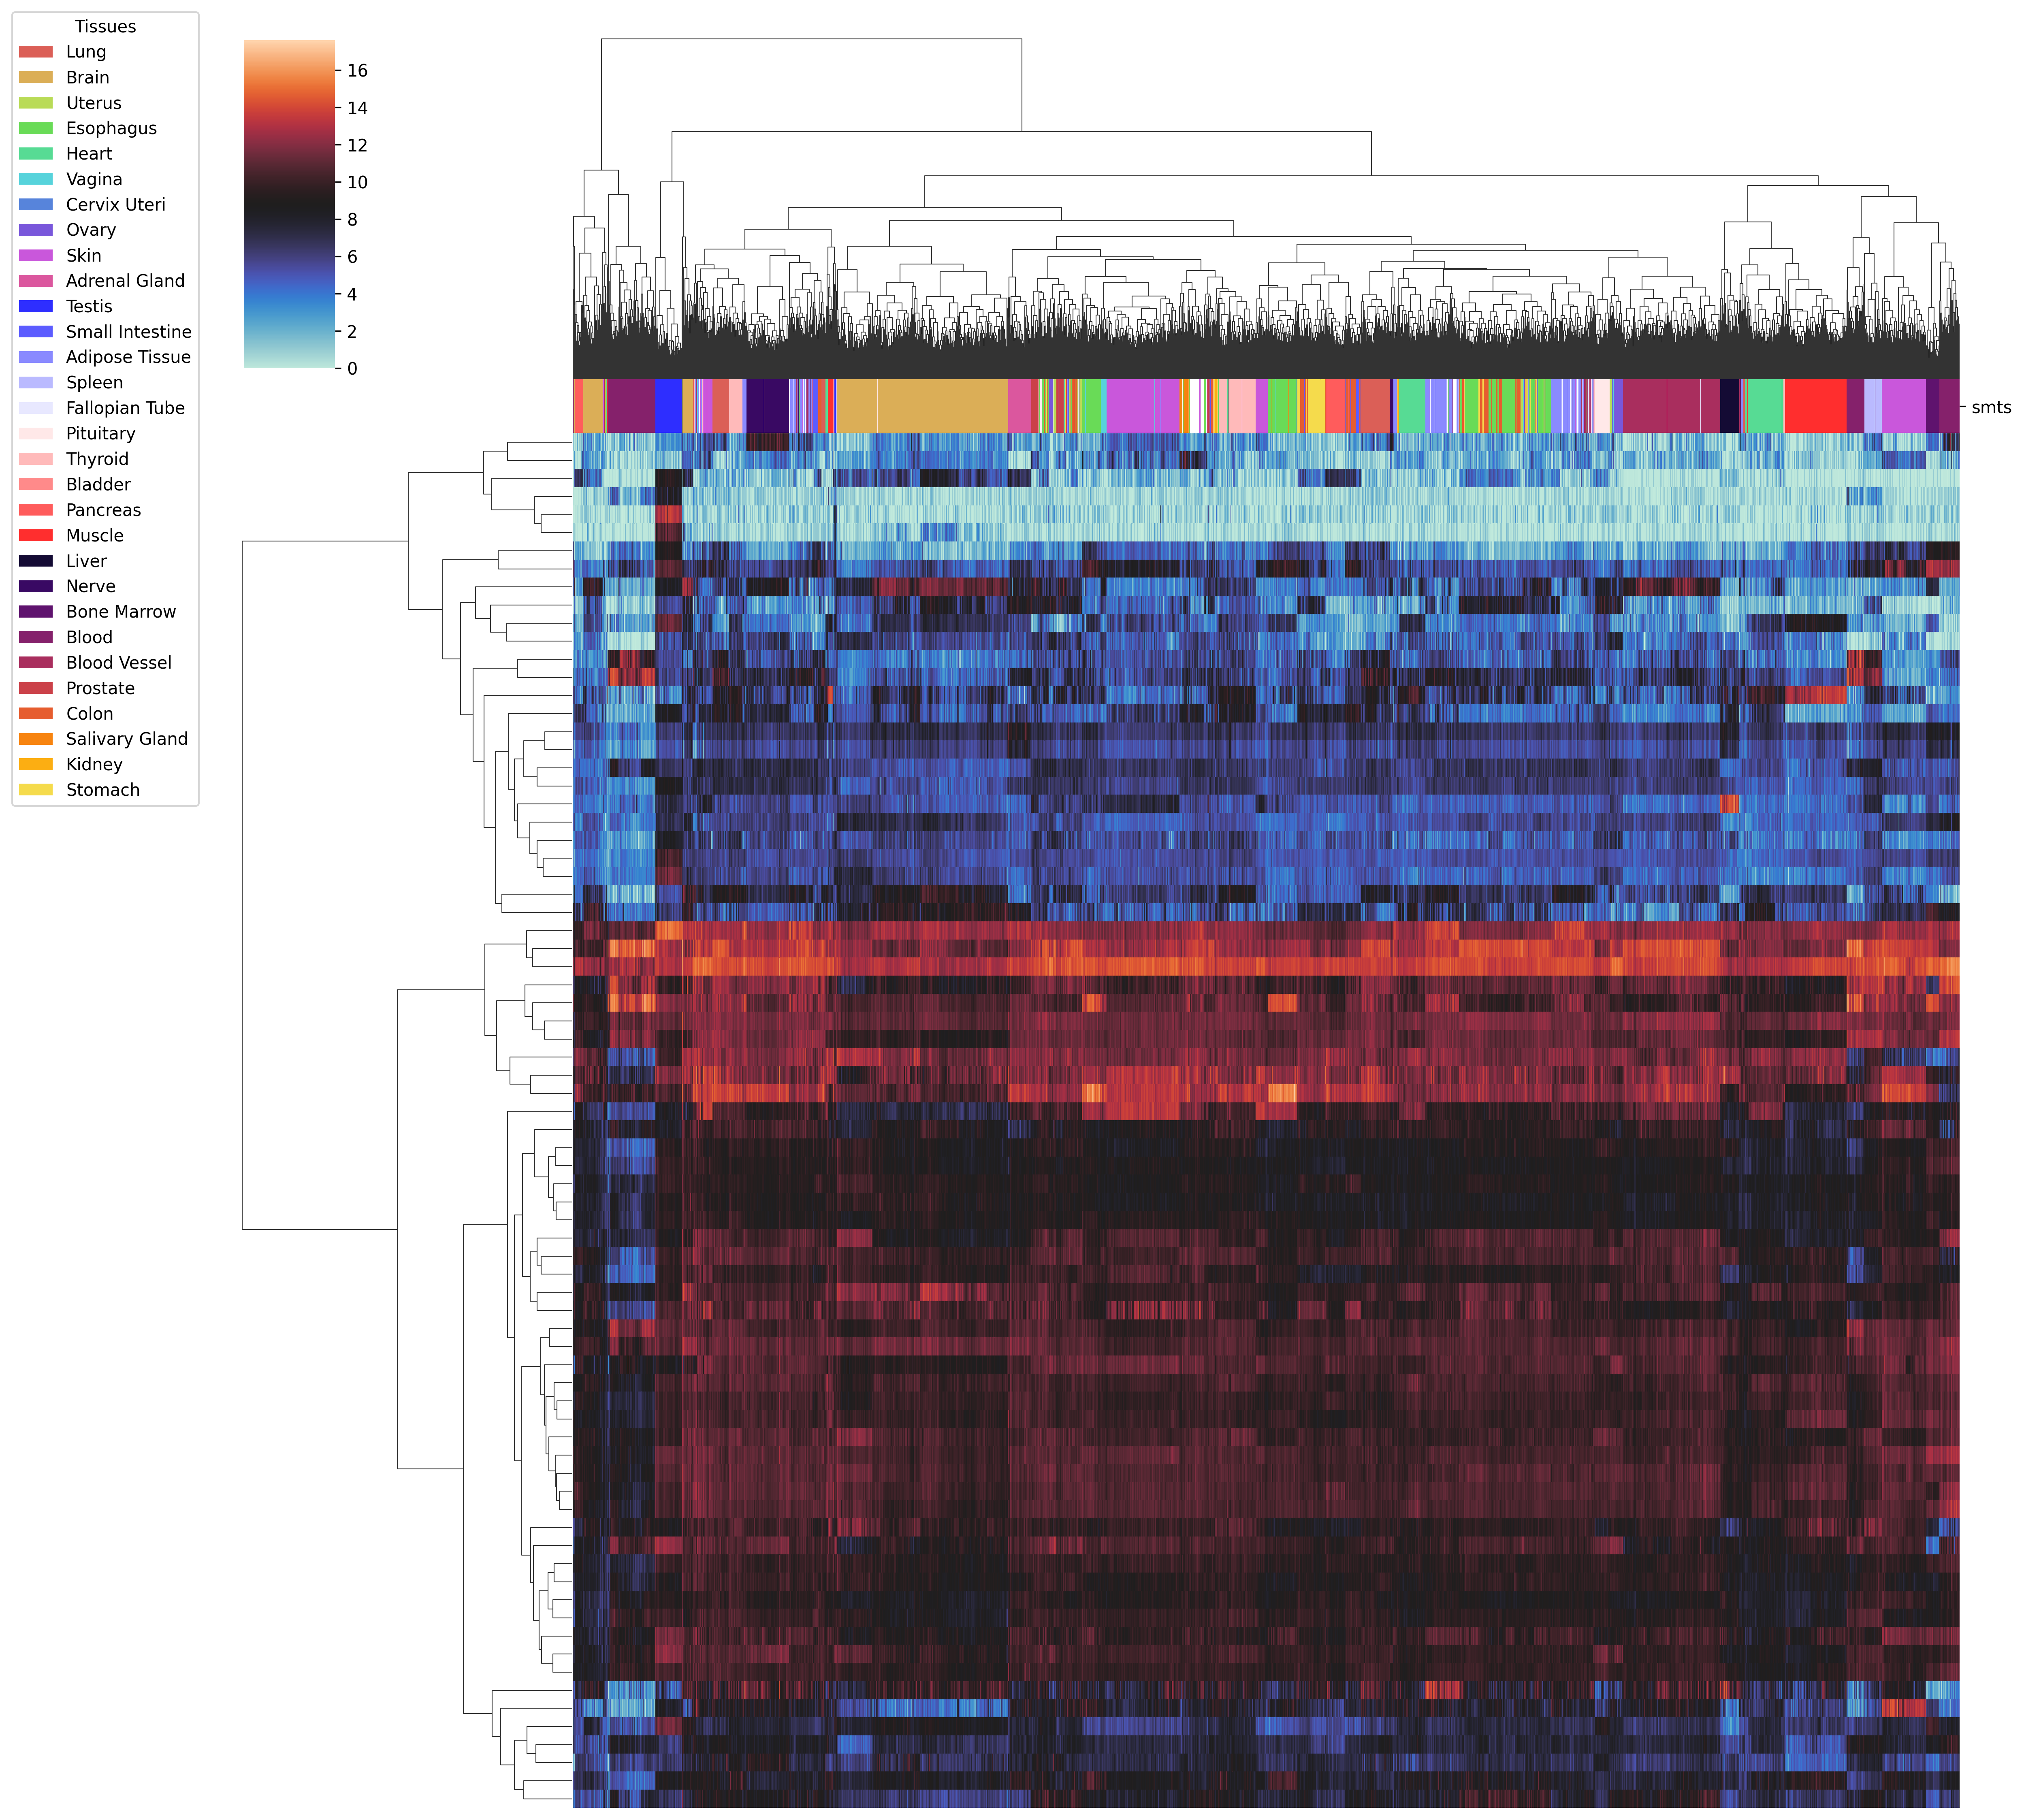 Tissues
Lung
Brain
Uterus
Esophagus
Heart
Vagina
Cervix Uteri
Ovary
Skin
Adrenal Gland
Testis
Small Intestine
Adipose Tissue
Spleen
Fallopian Tube
Pituitary
Thyroid
Bladder
Pancreas
Muscle
Liver
Nerve
Bone Marrow
Blood
Blood Vessel
Prostate
Colon
Salivary Gland
Kidney
Stomach
16
14
12
10
8
6
4
2
0
smts